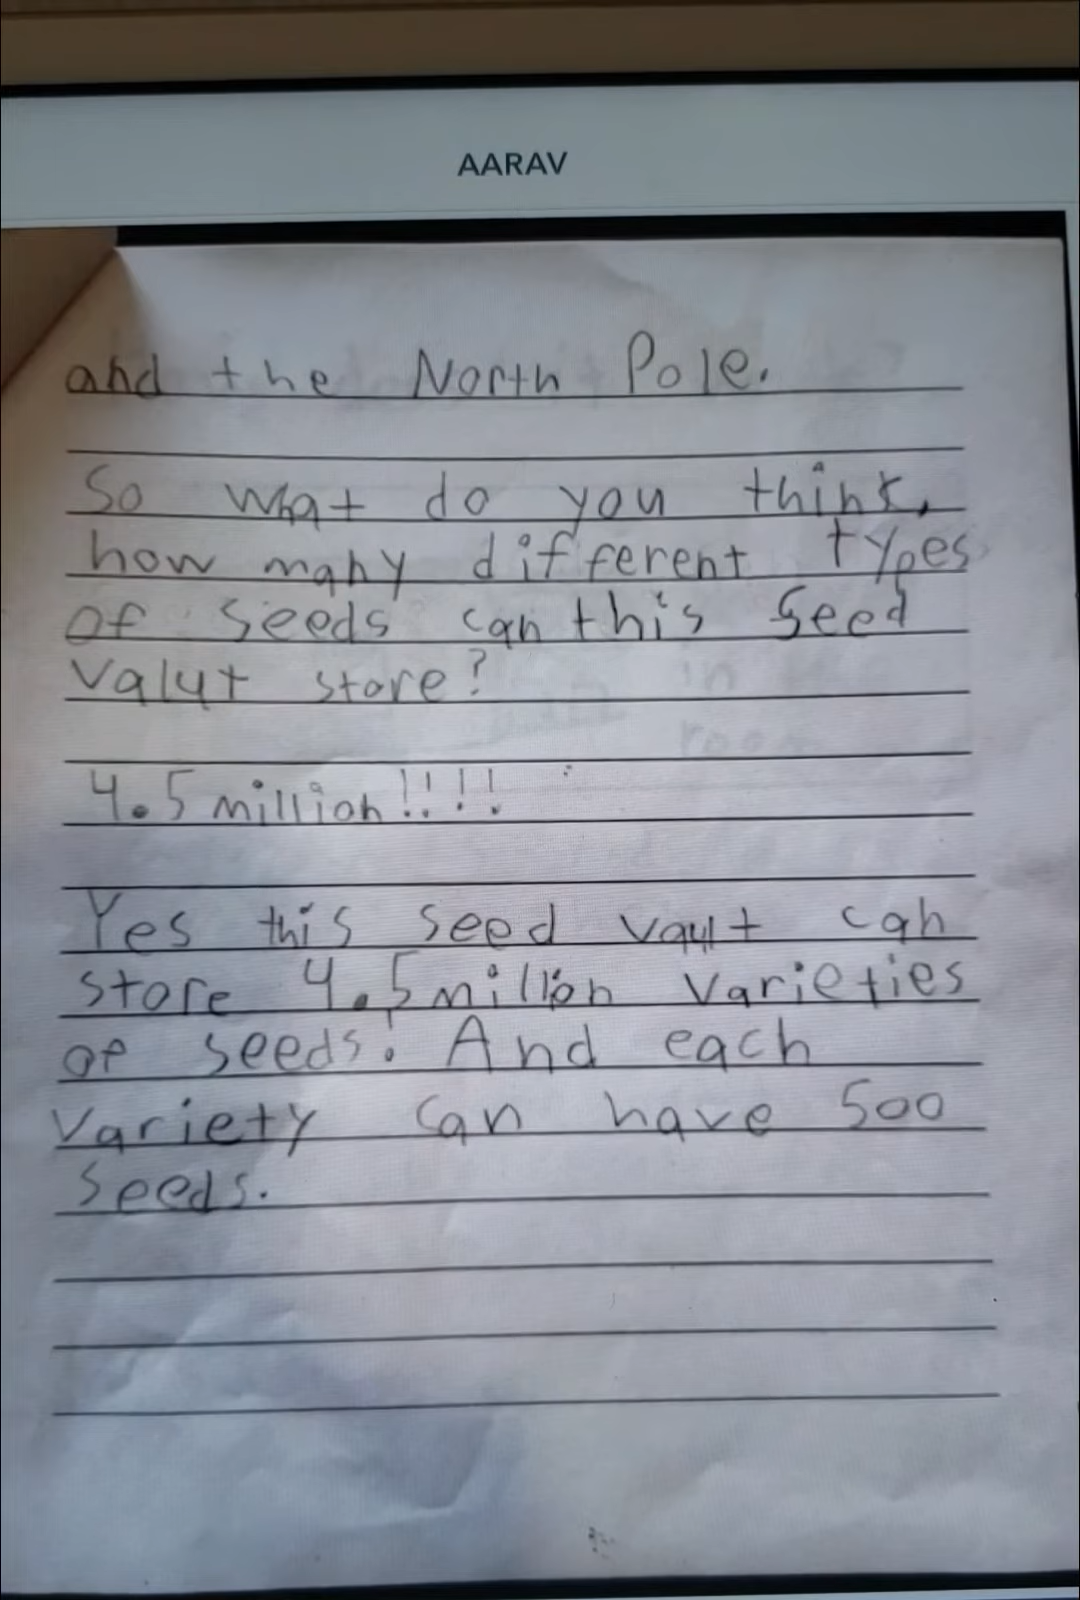 AARAV
and the North Pole.
So what do you think,
how many different types
of seeds can this Seed
Valut store?
4.5 million!!!!
Yes this seed vault can
store 4.5 million varieties
of seeds! And each
variety can have 500
seeds.